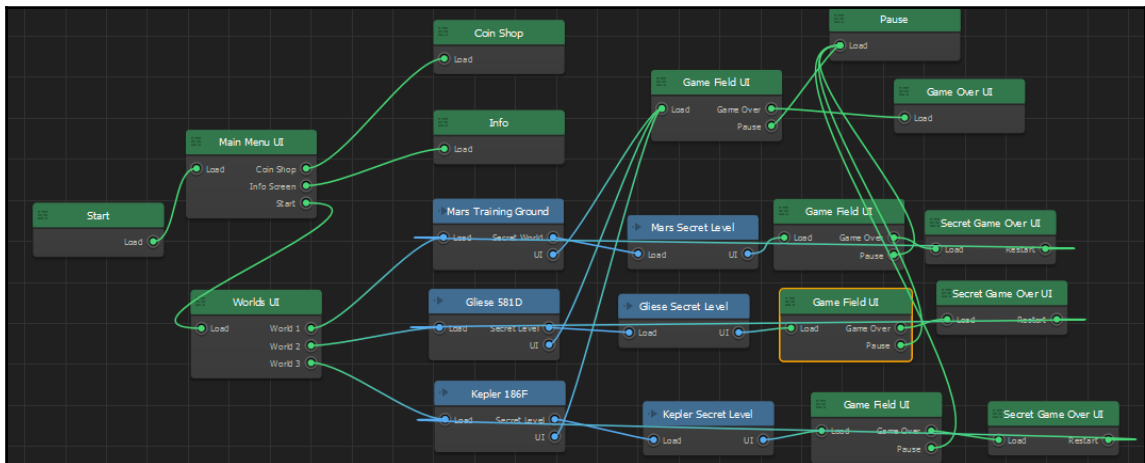 Pause
Load
Coin Shop
Load
Game Field UI
Load Game Over
Pause
Game Over UI
Load
Info
Load
Main Menu UI
Load Coin Shop
Info Screen
Start
Start
Load
Mars Training Ground
Load Secret World
UI
Mars Secret Level
Load UI
Game Field UI
Load Game Over
Pause
Secret Game Over UI
Load Restart
Worlds UI
Load World 1
World 2
World 3
Gliese 581D
Load Secret Level
UI
Gliese Secret Level
Load UI
Game Field UI
Load Game Over
Pause
Secret Game Over UI
Load Restart
Kepler 186F
Load Secret Level
UI
Kepler Secret Level
Load UI
Game Field UI
Load Game Over
Pause
Secret Game Over UI
Load Restart